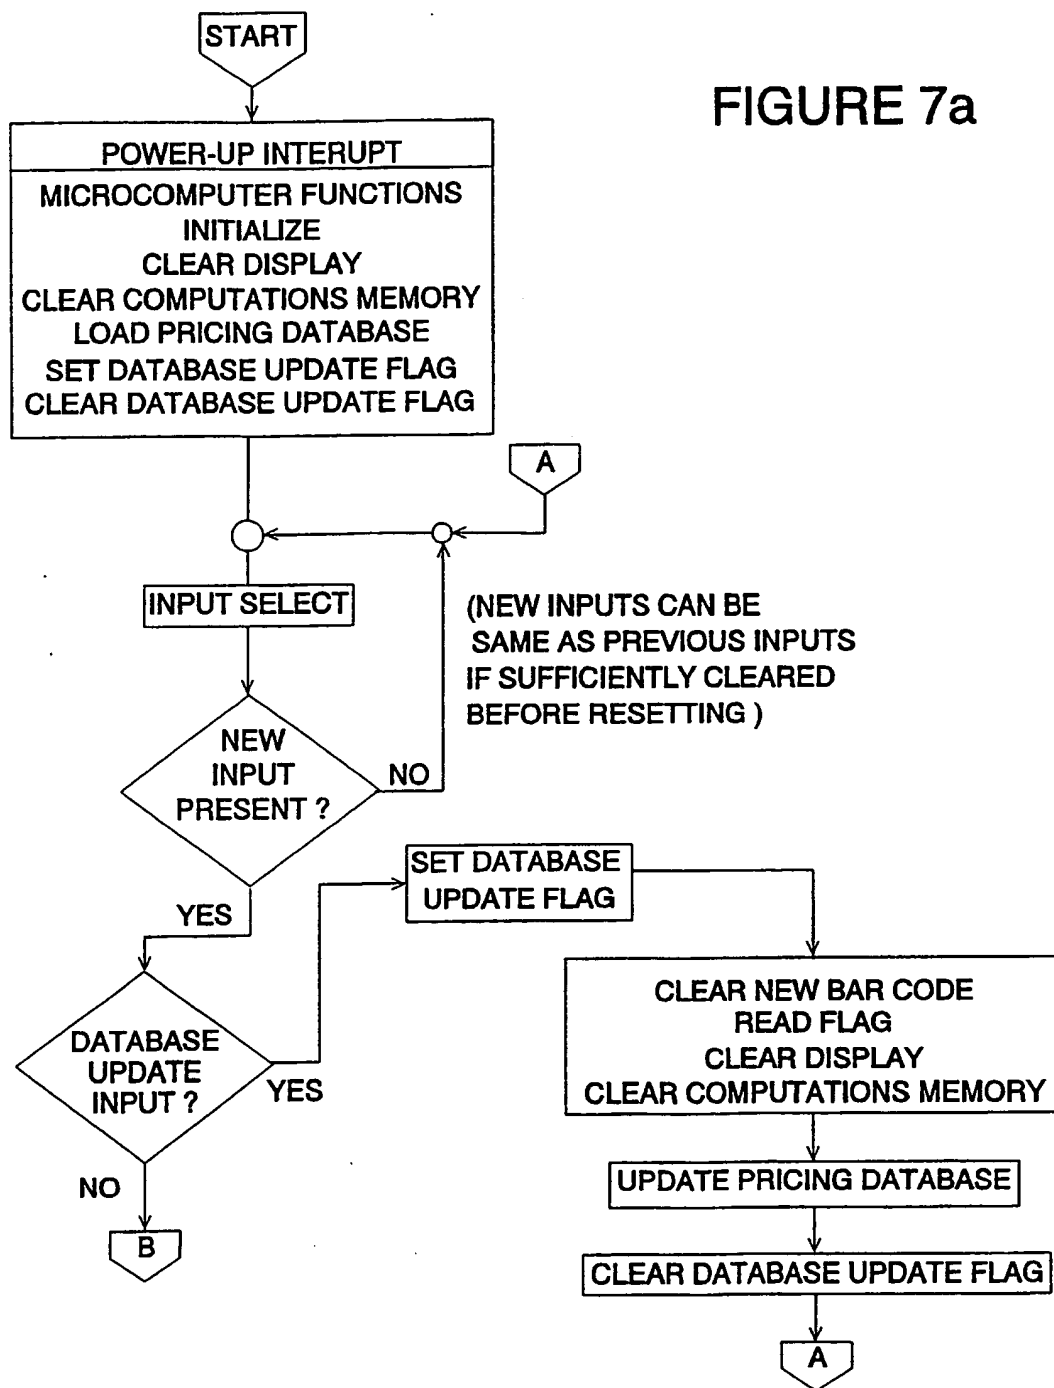 START
FIGURE 7a
POWER-UP INTERUPT
MICROCOMPUTER FUNCTIONS
INITIALIZE
CLEAR DISPLAY
CLEAR COMPUTATIONS MEMORY
LOAD PRICING DATABASE
SET DATABASE UPDATE FLAG
CLEAR DATABASE UPDATE FLAG
A
INPUT SELECT
(NEW INPUTS CAN BE
SAME AS PREVIOUS INPUTS
IF SUFFICIENTLY CLEARED
BEFORE RESETTING )
NEW
INPUT
PRESENT ?
NO
YES
SET DATABASE
UPDATE FLAG
DATABASE
UPDATE
INPUT ?
YES
NO
B
CLEAR NEW BAR CODE
READ FLAG
CLEAR DISPLAY
CLEAR COMPUTATIONS MEMORY
UPDATE PRICING DATABASE
CLEAR DATABASE UPDATE FLAG
A